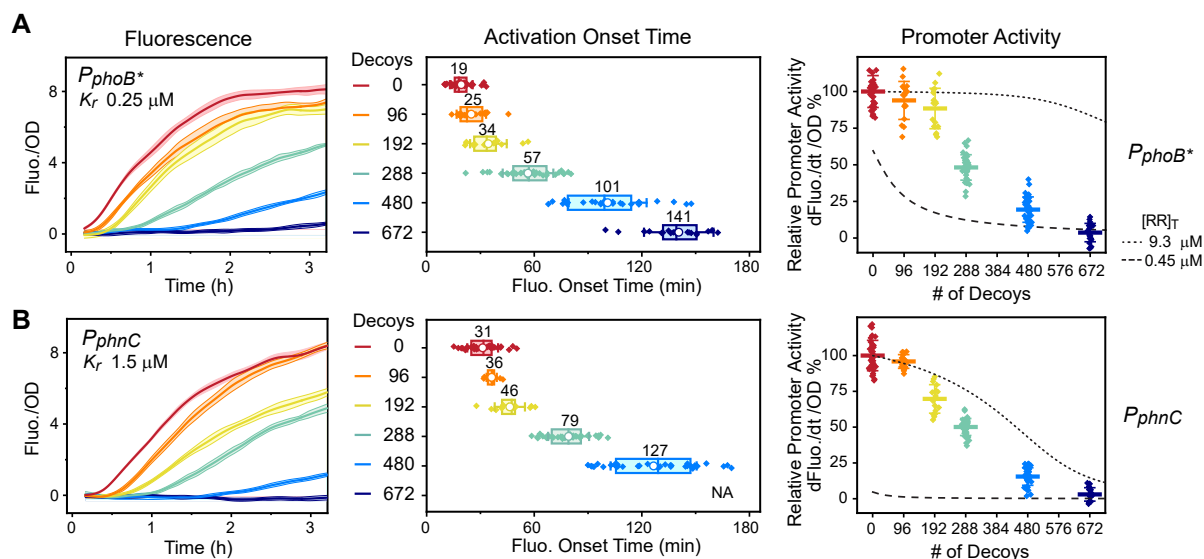 A
Fluorescence
Activation Onset Time
Promoter Activity
PphoB*
Kr 0.25 μM
Fluo./OD
8
4
0
0
1
2
3
Time (h)
Decoys
0
96
192
288
480
672
19
25
34
57
101
141
0
60
120
180
Fluo. Onset Time (min)
Relative Promoter Activity
dFluo./dt /OD %
100
75
50
25
0
0 96 192 288 384 480 576 672
# of Decoys
PphoB*
[RR]T
9.3 μM
0.45 μM
B
PphnC
Kr 1.5 μM
Fluo./OD
8
4
0
0
1
2
3
Time (h)
Decoys
0
96
192
288
480
672
31
36
46
79
127
NA
0
60
120
180
Fluo. Onset Time (min)
Relative Promoter Activity
dFluo./dt /OD %
100
75
50
25
0
0 96 192 288 384 480 576 672
# of Decoys
PphnC